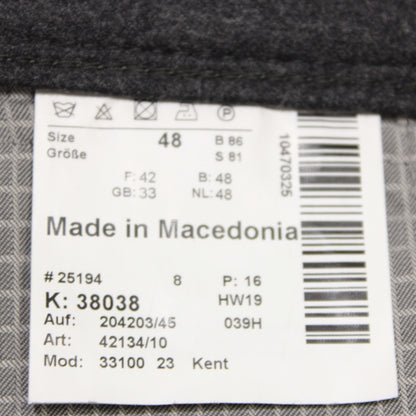 Size 48 B 86
Größe S 81
F: 42 B: 48
GB: 33 NL: 48
Made in Macedonia
# 25194 8 P: 16
K: 38038 HW19
Auf: 204203/45 039H
Art: 42134/10
Mod: 33100 23 Kent
10470325